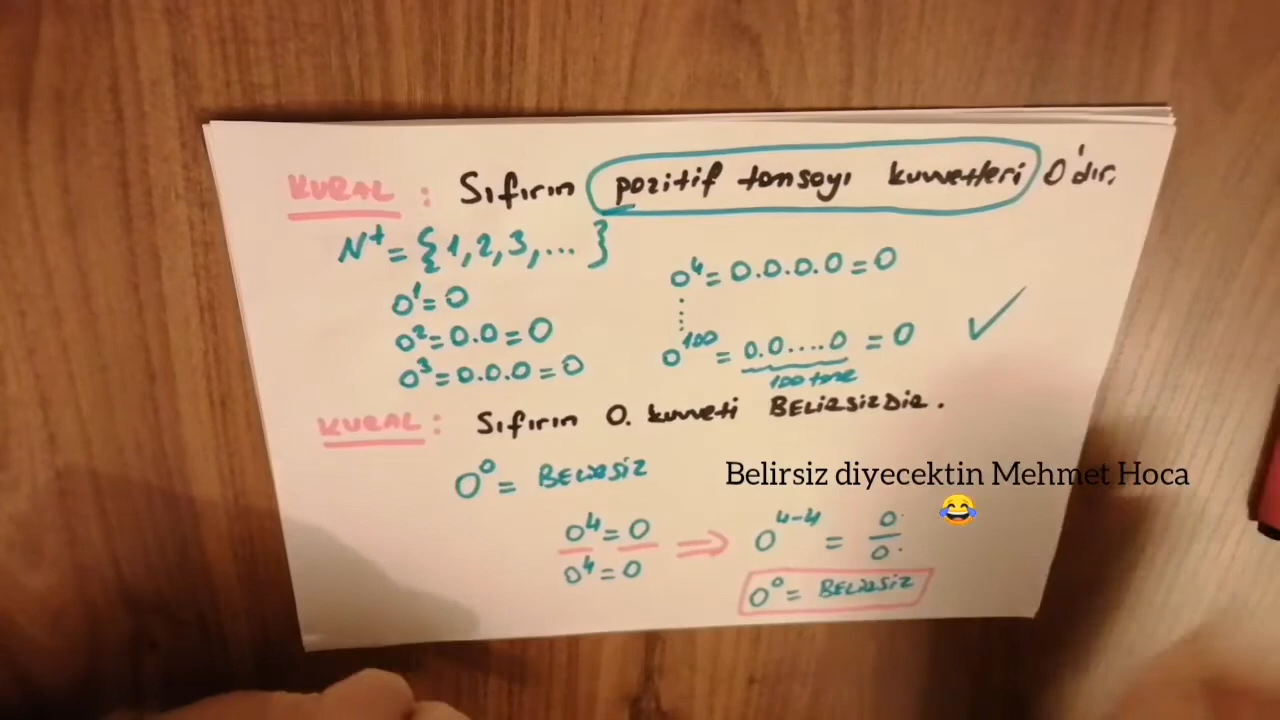 KURAL : Sıfırın pozitif tamsayı kuvvetleri 0'dır.
N⁺ = {1,2,3,... }
0¹ = 0
0² = 0.0 = 0
0³ = 0.0.0 = 0
0⁴ = 0.0.0.0 = 0
⋮
0¹⁰⁰ = 0.0....0 = 0
100 tane
✓
KURAL : Sıfırın 0. kuvveti BELİRSİZDİR.
0⁰ = BELİRSİZ
Belirsiz diyecektin Mehmet Hoca
😂
0⁴ = 0
0⁴ = 0
⇒ 0⁴⁻⁴ = 0/0
0⁰ = BELİRSİZ